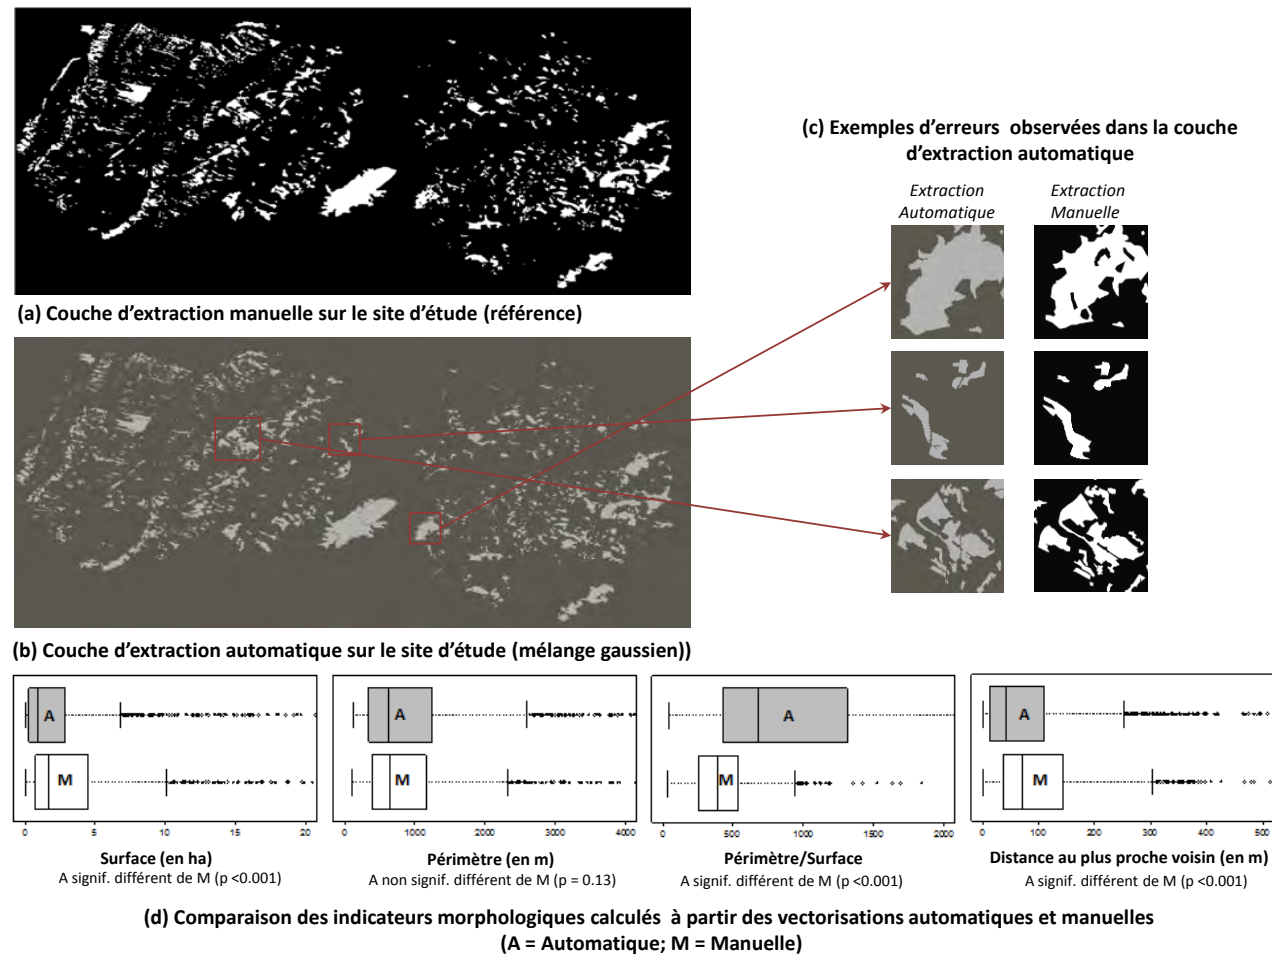 (a) Couche d'extraction manuelle sur le site d'étude (référence)
(c) Exemples d'erreurs observées dans la couche
d'extraction automatique
Extraction
Automatique
Extraction
Manuelle
(b) Couche d'extraction automatique sur le site d'étude (mélange gaussien))
A
M
0 5 10 15 20
Surface (en ha)
A signif. différent de M (p <0.001)
A
M
0 1000 2000 3000 4000
Périmètre (en m)
A non signif. différent de M (p = 0.13)
A
M
0 500 1000 1500 2000
Périmètre/Surface
A signif. différent de M (p <0.001)
A
M
0 100 200 300 400 500
Distance au plus proche voisin (en m)
A signif. différent de M (p <0.001)
(d) Comparaison des indicateurs morphologiques calculés à partir des vectorisations automatiques et manuelles
(A = Automatique; M = Manuelle)